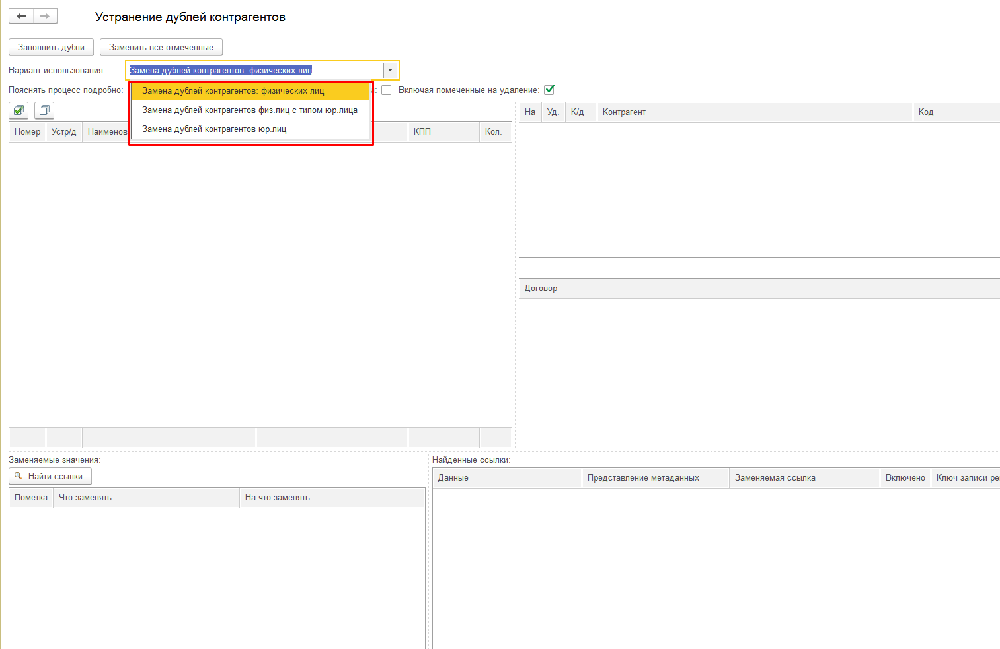 Устранение дублей контрагентов
Заполнить дубли Заменить все отмеченные
Вариант использования: Замена дублей контрагентов: физических лиц
Пояснять процесс подробно: Включая помеченные на удаление:
Замена дублей контрагентов: физических лиц
Замена дублей контрагентов физ.лиц с типом юр.лица
Замена дублей контрагентов юр.лиц
Номер Устр/д Наименов КПП Кол.
На Уд. К/д Контрагент Код
Договор
Заменяемые значения:
Найти ссылки
Пометка Что заменять На что заменять
Найденные ссылки:
Данные Представление метаданных Заменяемая ссылка Включено Ключ записи ре